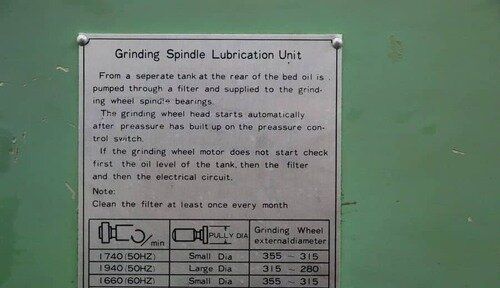 Grinding Spindle Lubrication Unit
From a seperate tank at the rear of the bed oil is
pumped through a filter and supplied to the grind-
ing wheel spindle bearings.
The grinding wheel head starts automatically
after preassure has built up on the preassure con-
trol switch.
If the grinding wheel motor does not start check
first the oil level of the tank, then the filter
and then the electrical circuit.
Note:
Clean the filter at least once every month
/min PULLY DIA Grinding Wheel
externaldiameter
1740(50HZ) Small Dia 355 ~ 315
1940(50HZ) Large Dia 315 ~ 280
1660(60HZ) Small Dia 355 ~ 315